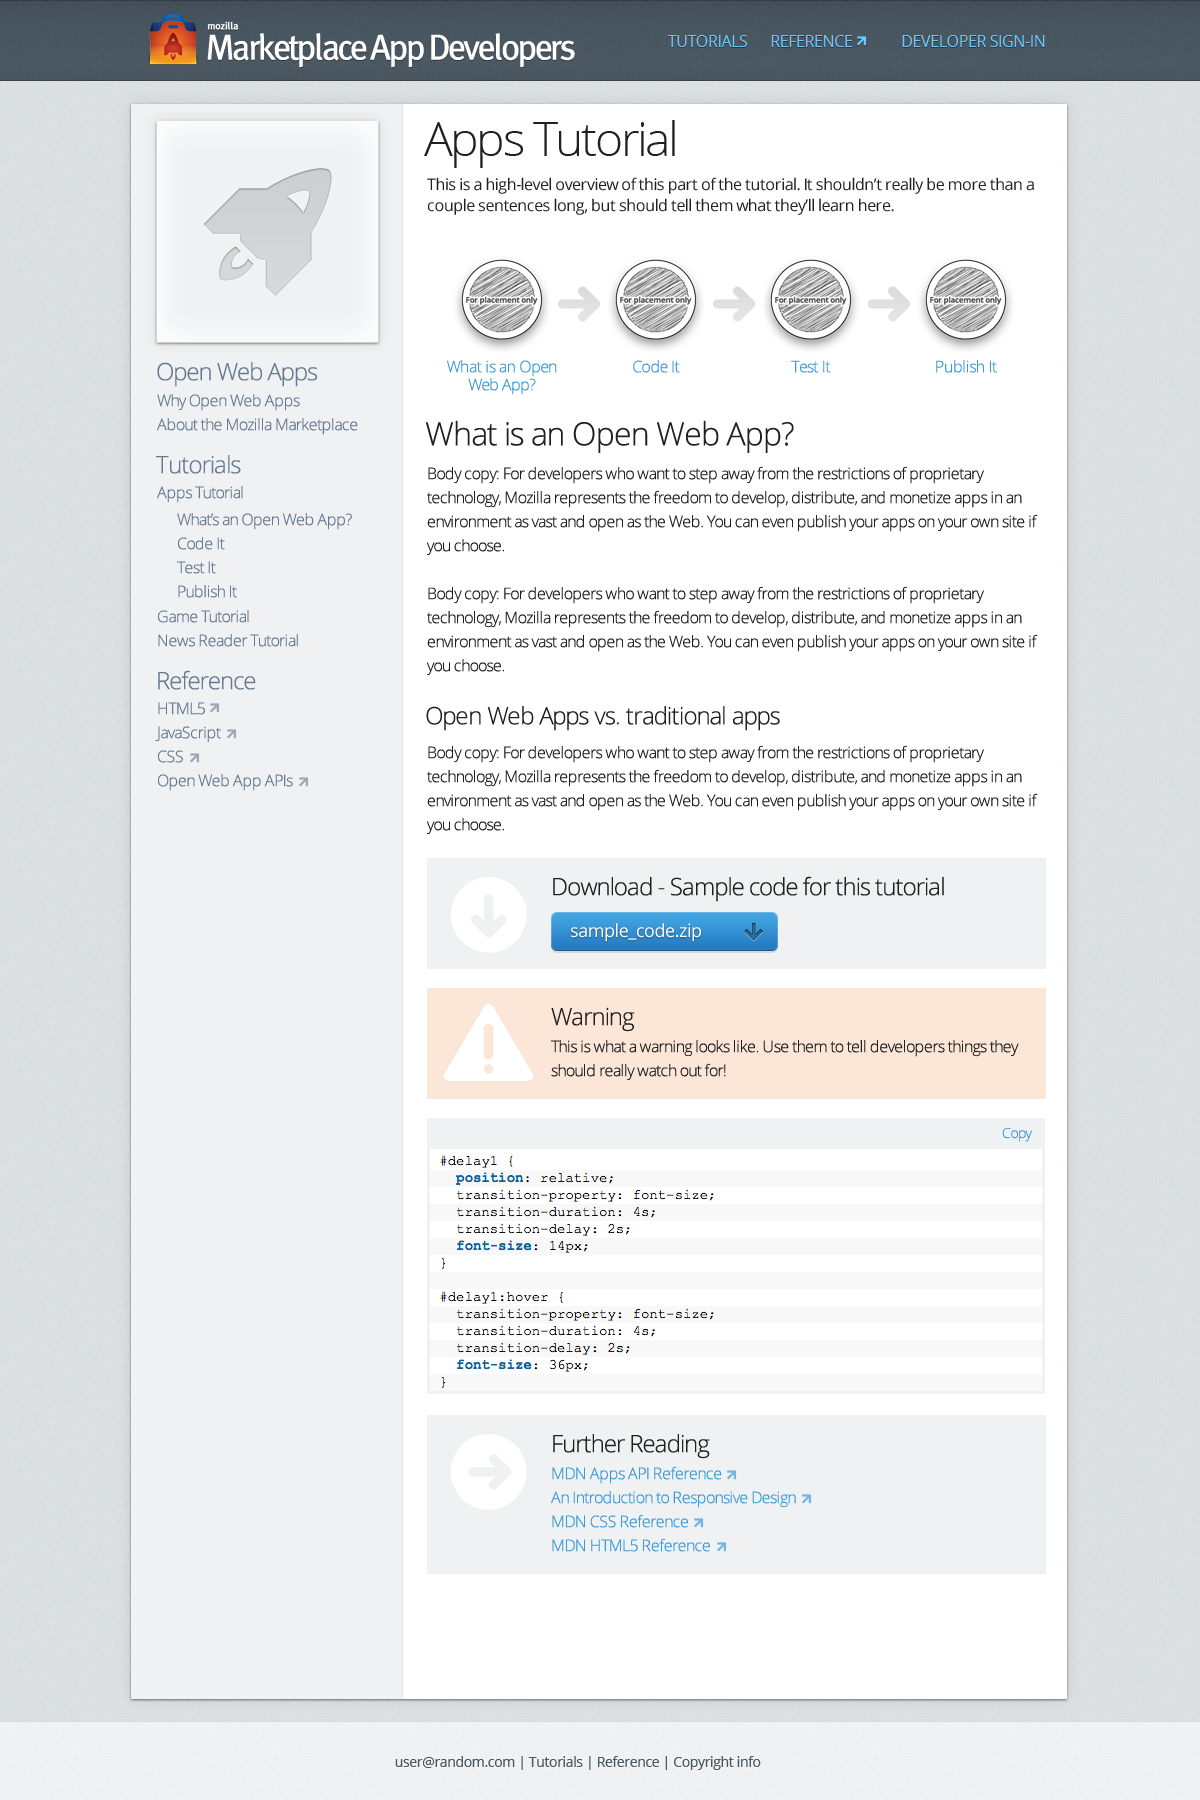 mozilla
Marketplace App Developers
TUTORIALS REFERENCE DEVELOPER SIGN-IN
Open Web Apps
Why Open Web Apps
About the Mozilla Marketplace
Tutorials
Apps Tutorial
What's an Open Web App?
Code It
Test It
Publish It
Game Tutorial
News Reader Tutorial
Reference
HTML5
JavaScript
CSS
Open Web App APIs
Apps Tutorial
This is a high-level overview of this part of the tutorial. It shouldn't really be more than a
couple sentences long, but should tell them what they'll learn here.
For placement only For placement only For placement only For placement only
What is an Open Code It Test It Publish It
Web App?
What is an Open Web App?
Body copy: For developers who want to step away from the restrictions of proprietary
technology, Mozilla represents the freedom to develop, distribute, and monetize apps in an
environment as vast and open as the Web. You can even publish your apps on your own site if
you choose.
Body copy: For developers who want to step away from the restrictions of proprietary
technology, Mozilla represents the freedom to develop, distribute, and monetize apps in an
environment as vast and open as the Web. You can even publish your apps on your own site if
you choose.
Open Web Apps vs. traditional apps
Body copy: For developers who want to step away from the restrictions of proprietary
technology, Mozilla represents the freedom to develop, distribute, and monetize apps in an
environment as vast and open as the Web. You can even publish your apps on your own site if
you choose.
Download - Sample code for this tutorial
sample_code.zip
Warning
This is what a warning looks like. Use them to tell developers things they
should really watch out for!
Copy
#delay1 {
  position: relative;
  transition-property: font-size;
  transition-duration: 4s;
  transition-delay: 2s;
  font-size: 14px;
}
#delay1:hover {
  transition-property: font-size;
  transition-duration: 4s;
  transition-delay: 2s;
  font-size: 36px;
}
Further Reading
MDN Apps API Reference
An Introduction to Responsive Design
MDN CSS Reference
MDN HTML5 Reference
user@random.com | Tutorials | Reference | Copyright info